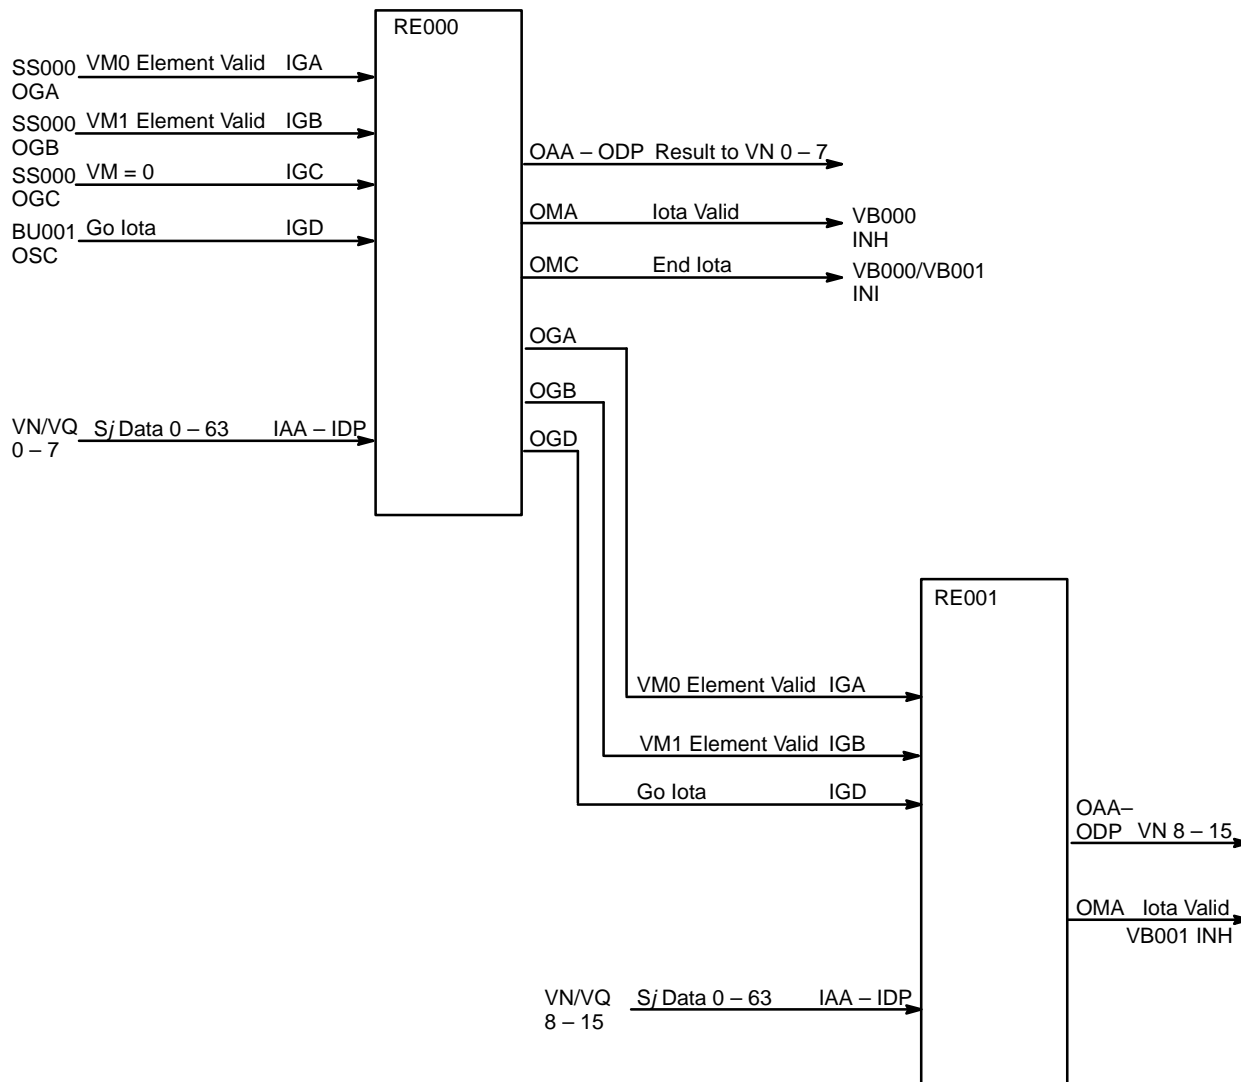 RE000
SS000 VM0 Element Valid IGA
OGA
SS000 VM1 Element Valid IGB
OGB
OAA – ODP Result to VN 0 – 7
SS000 VM = 0 IGC
OGC
OMA Iota Valid VB000
INH
BU001 Go Iota IGD
OSC
OMC End Iota VB000/VB001
INI
OGA
OGB
VN/VQ Sj Data 0 – 63 IAA – IDP
0 – 7
OGD
RE001
VM0 Element Valid IGA
VM1 Element Valid IGB
Go Iota IGD
OAA–
ODP VN 8 – 15
OMA Iota Valid
VB001 INH
VN/VQ Sj Data 0 – 63 IAA – IDP
8 – 15